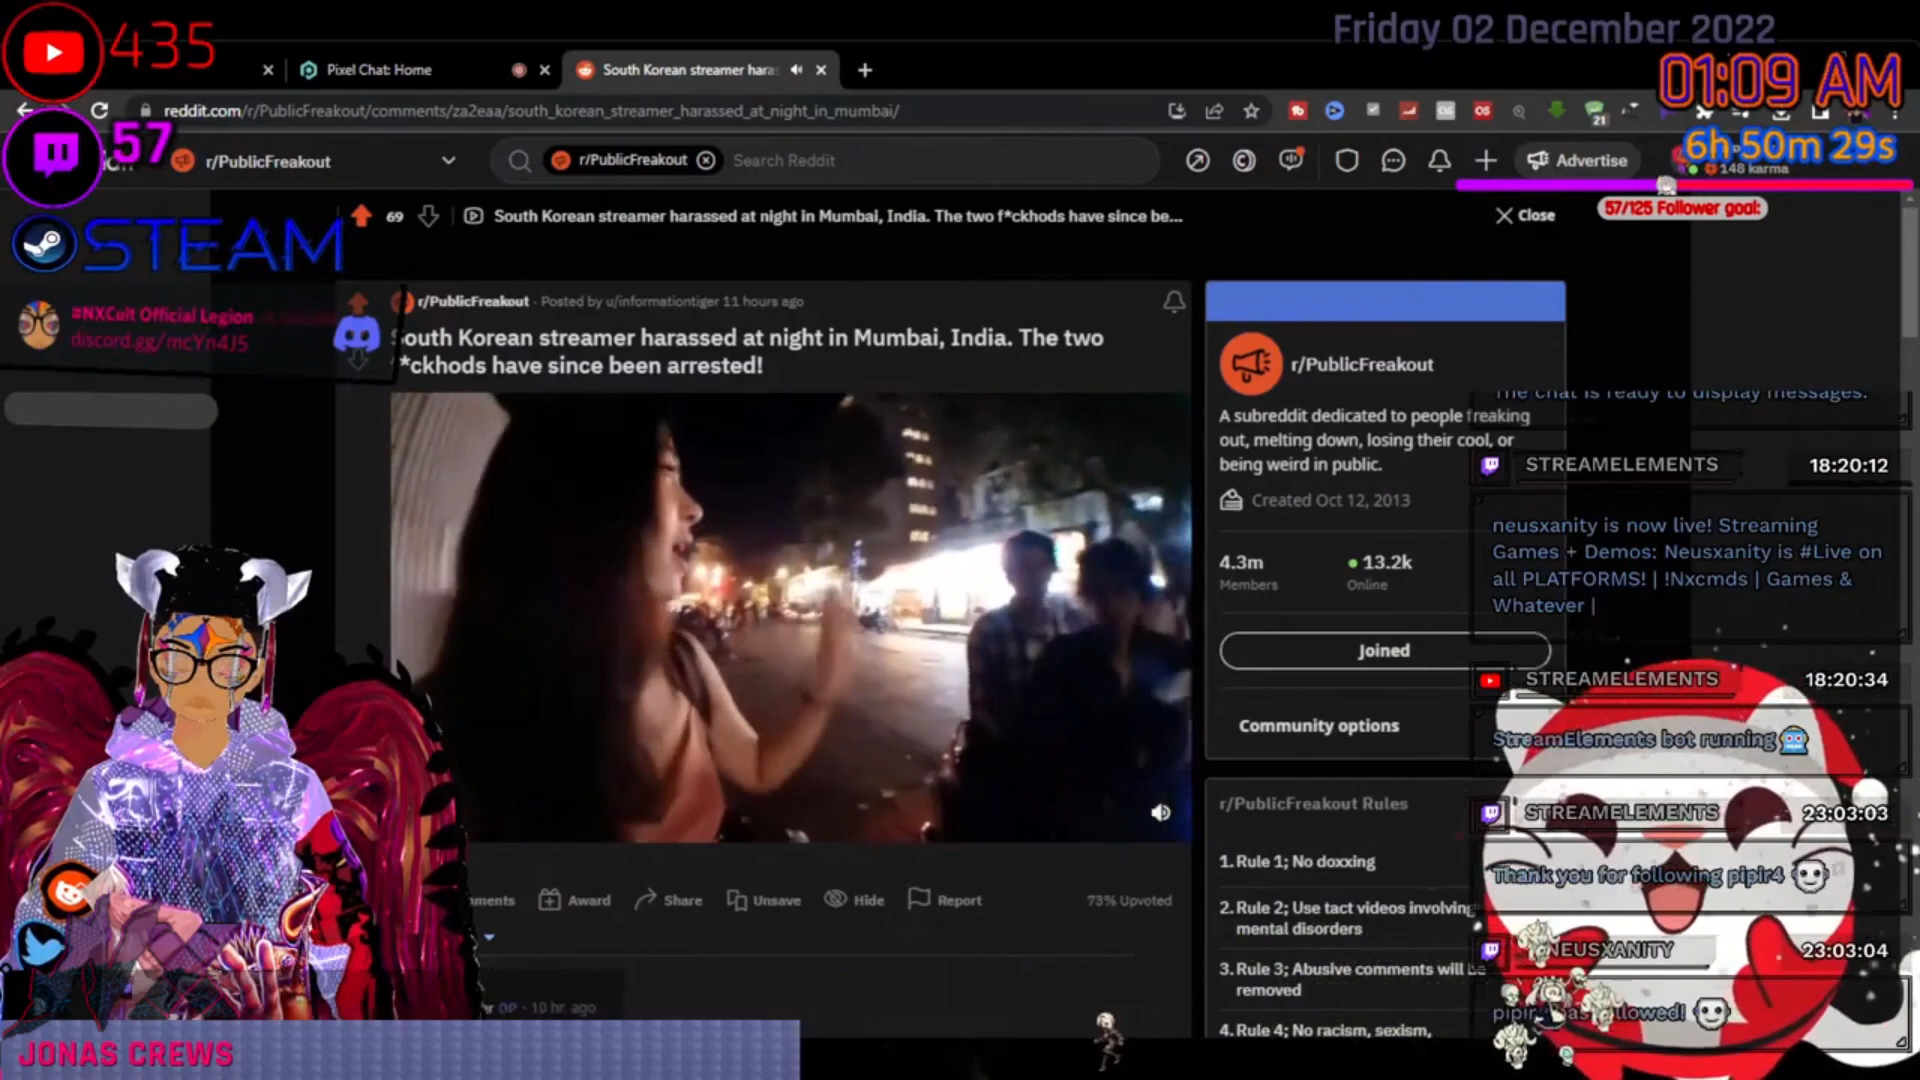 435
Friday 02 December 2022
01:09 AM
6h 50m 29s
Pixel Chat: Home
South Korean streamer hara
reddit.com/r/PublicFreakout/comments/za2eaa/south_korean_streamer_harassed_at_night_in_mumbai/
21
57
r/PublicFreakout
r/PublicFreakout
Search Reddit
Advertise
148 karma
57/125 Follower goal:
69
South Korean streamer harassed at night in Mumbai, India. The two f*ckhods have since be...
Close
STEAM
#NXCult Official Legion
discord.gg/mcYn4J5
r/PublicFreakout · Posted by u/informationtiger 11 hours ago
South Korean streamer harassed at night in Mumbai, India. The two
*ckhods have since been arrested!
r/PublicFreakout
A subreddit dedicated to people freaking
out, melting down, losing their cool, or
being weird in public.
Created Oct 12, 2013
4.3m
Members
13.2k
Online
Joined
Community options
r/PublicFreakout Rules
1. Rule 1; No doxxing
2. Rule 2; Use tact videos involving
mental disorders
3. Rule 3; Abusive comments will be
removed
4. Rule 4; No racism, sexism,
The chat is ready to display messages.
STREAMELEMENTS 18:20:12
neusxanity is now live! Streaming
Games + Demos: Neusxanity is #Live on
all PLATFORMS! | !Nxcmds | Games &
Whatever |
STREAMELEMENTS 18:20:34
StreamElements bot running
STREAMELEMENTS 23:03:03
Thank you for following pipir4
NEUSXANITY 23:03:04
Award
Share
Unsave
Hide
Report
73% Upvoted
OP · 10 hr. ago
JONAS CREWS